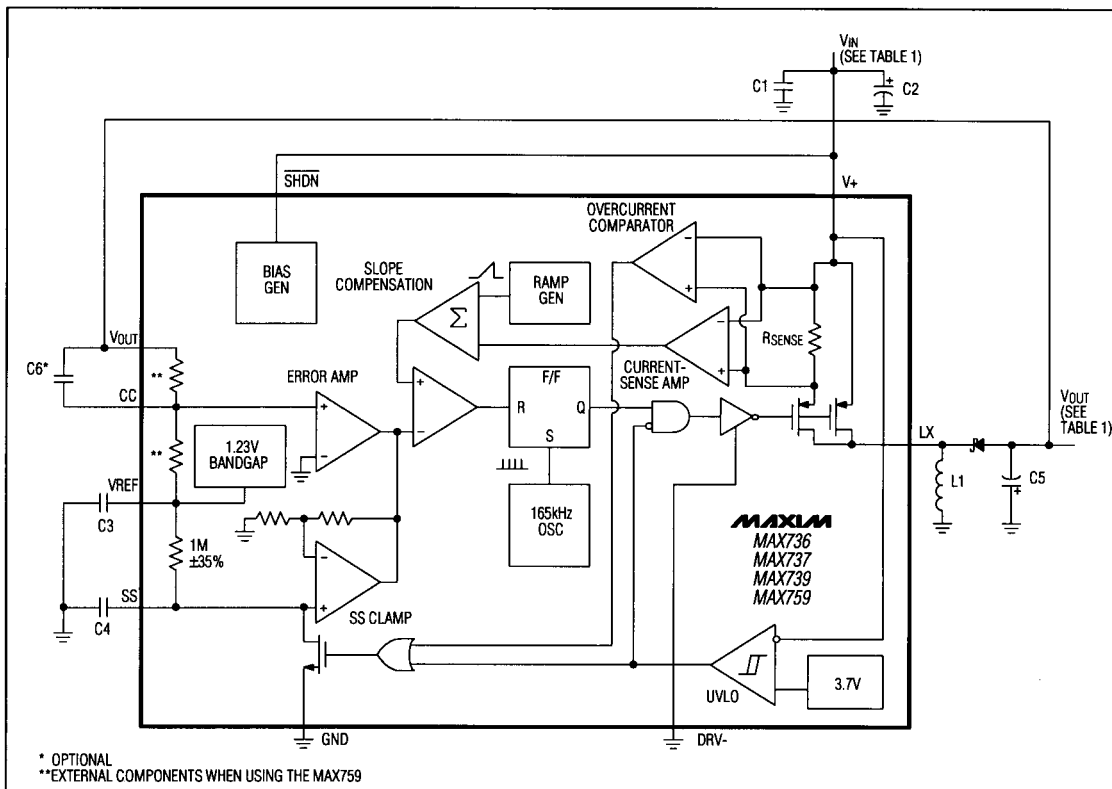 VIN
(SEE TABLE 1)
C1
C2
SHDN
V+
OVERCURRENT
COMPARATOR
BIAS
GEN
SLOPE
COMPENSATION
RAMP
GEN
Σ
RSENSE
VOUT
C6*
**
CC
ERROR AMP
CURRENT-
SENSE AMP
F/F
R
Q
S
VOUT
(SEE
TABLE 1)
LX
**
1.23V
BANDGAP
VREF
C3
165kHz
OSC
L1
C5
1M
±35%
MAXIM
MAX736
MAX737
MAX739
MAX759
SS
C4
SS CLAMP
UVLO
3.7V
GND
DRV-
* OPTIONAL
**EXTERNAL COMPONENTS WHEN USING THE MAX759
+
-
+
-
+
-
+
-
+
-
+
+